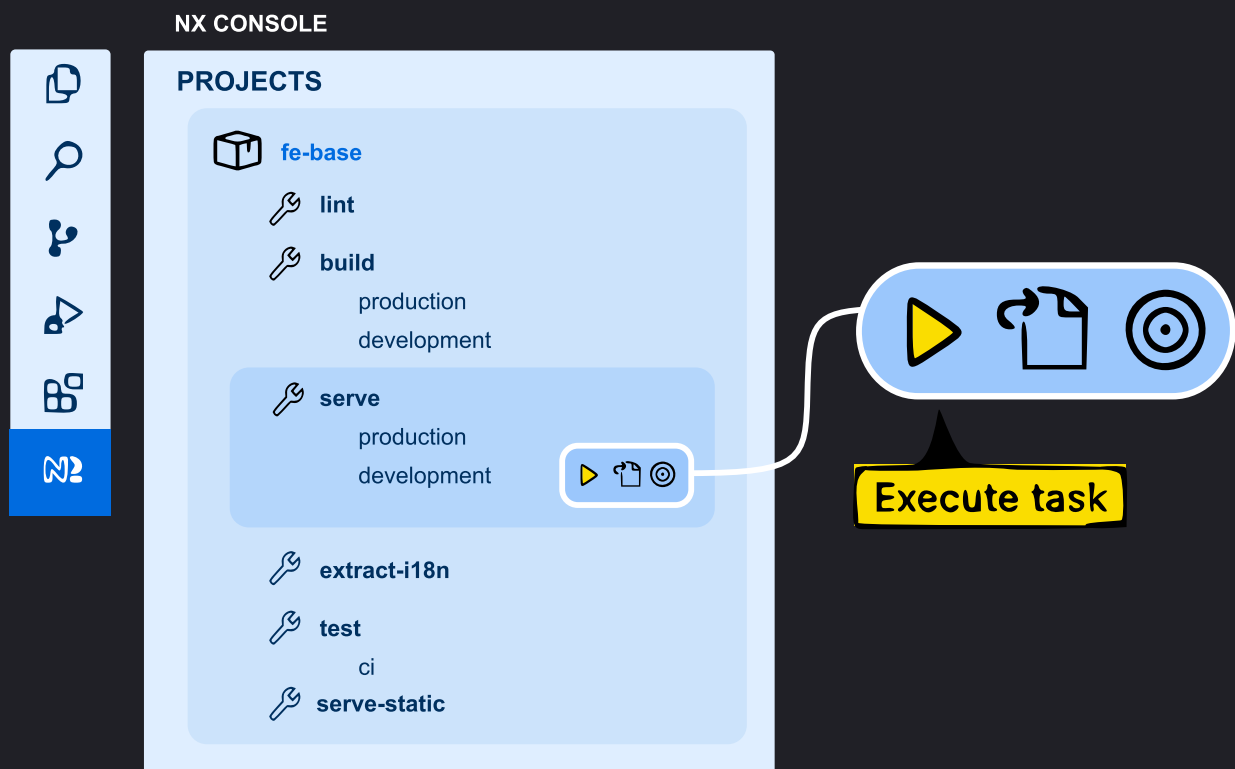 NX CONSOLE
PROJECTS
fe-base
lint
build
production
development
serve
production
development
Execute task
extract-i18n
test
ci
serve-static